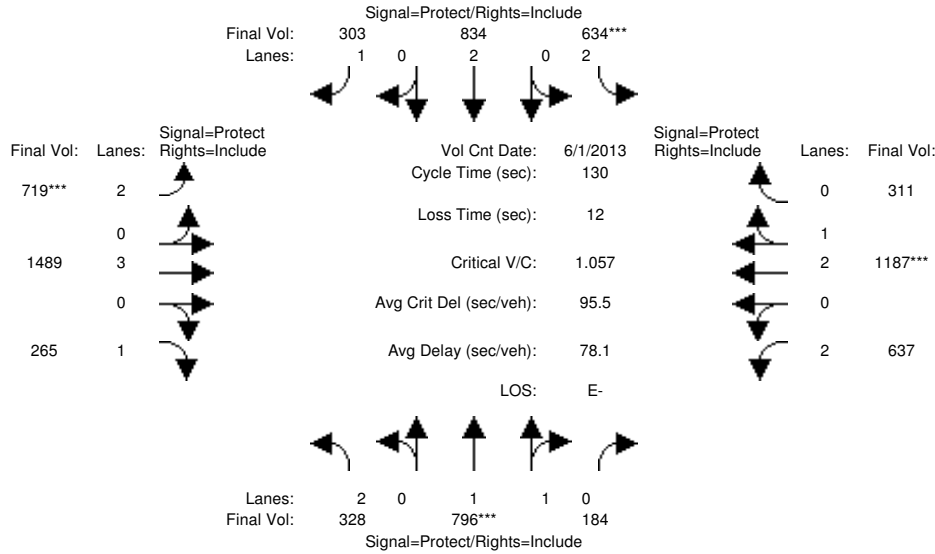 Signal=Protect/Rights=Include
Final Vol: 303 834 634***
Lanes: 1 0 2 0 2
Signal=Protect Signal=Protect
Final Vol: Lanes: Rights=Include Vol Cnt Date: 6/1/2013 Rights=Include Lanes: Final Vol:
Cycle Time (sec): 130
719*** 2 0 311
Loss Time (sec): 12
0 1
1489 3 Critical V/C: 1.057 2 1187***
0 Avg Crit Del (sec/veh): 95.5 0
265 1 Avg Delay (sec/veh): 78.1 2 637
LOS: E-
Lanes: 2 0 1 1 0
Final Vol: 328 796*** 184
Signal=Protect/Rights=Include